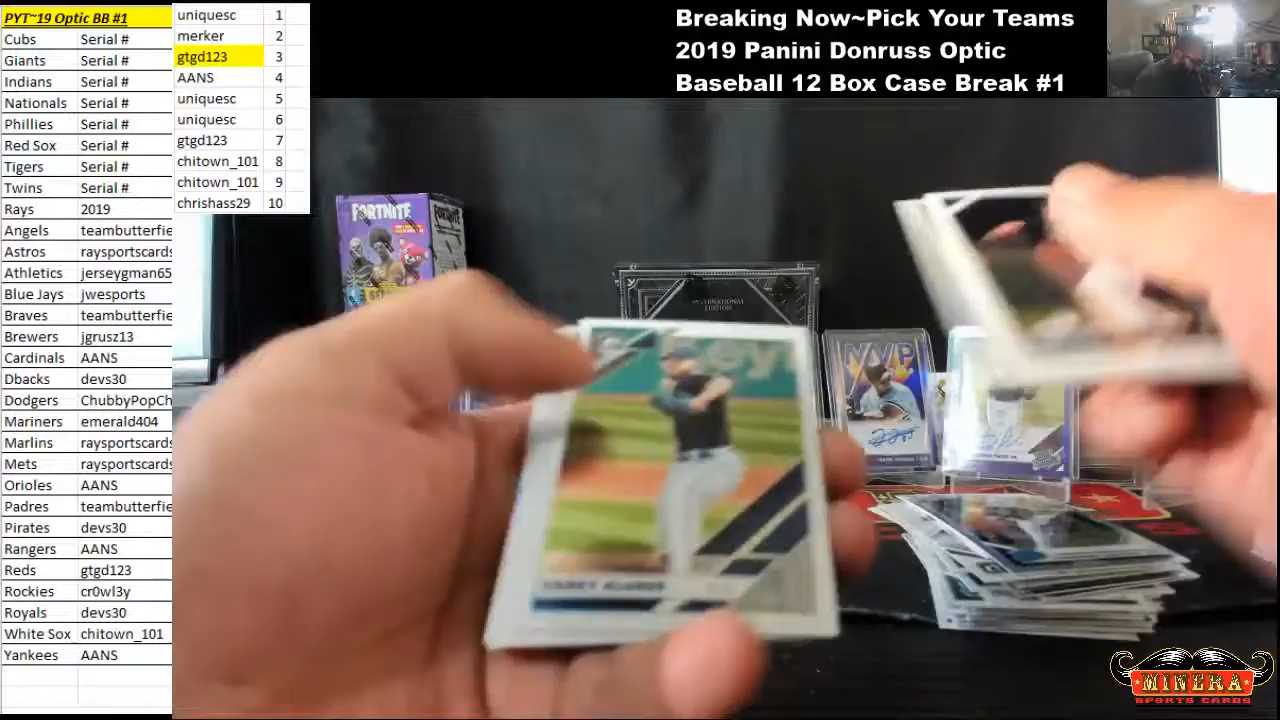 PYT~19 Optic BB #1
Cubs Serial #
Giants Serial #
Indians Serial #
Nationals Serial #
Phillies Serial #
Red Sox Serial #
Tigers Serial #
Twins Serial #
Rays 2019
Angels teambutterfie
Astros raysportscards
Athletics jerseygman65
Blue Jays jwesports
Braves teambutterfie
Brewers jgrusz13
Cardinals AANS
Dbacks devs30
Dodgers ChubbyPopCh
Mariners emerald404
Marlins raysportscards
Mets raysportscards
Orioles AANS
Padres teambutterfie
Pirates devs30
Rangers AANS
Reds gtgd123
Rockies cr0wl3y
Royals devs30
White Sox chitown_101
Yankees AANS
uniquesc 1
merker 2
gtgd123 3
AANS 4
uniquesc 5
uniquesc 6
gtgd123 7
chitown_101 8
chitown_101 9
chrishass29 10
Breaking Now~Pick Your Teams
2019 Panini Donruss Optic
Baseball 12 Box Case Break #1
FORTNITE
INTERNATIONAL
EDITION
MVP
MINERA
SPORTS CARDS